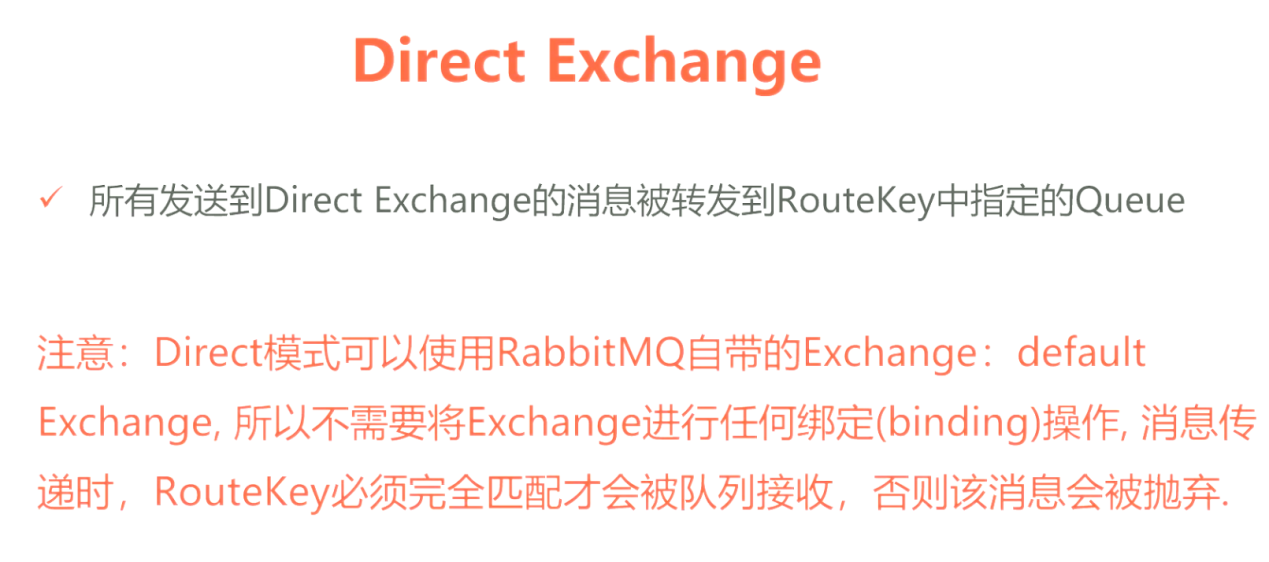 Direct Exchange
✓ 所有发送到Direct Exchange的消息被转发到RouteKey中指定的Queue
注意：Direct模式可以使用RabbitMQ自带的Exchange：default
Exchange, 所以不需要将Exchange进行任何绑定(binding)操作, 消息传
递时，RouteKey必须完全匹配才会被队列接收，否则该消息会被抛弃.